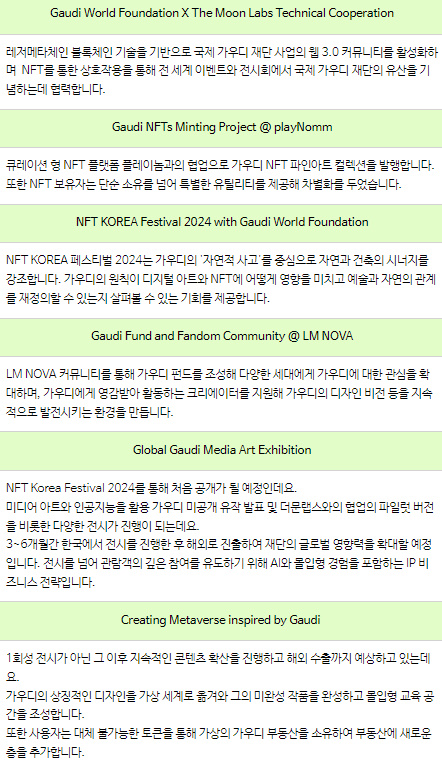 Gaudi World Foundation X The Moon Labs Technical Cooperation
레저메타체인 블록체인 기술을 기반으로 국제 가우디 재단 사업의 웹 3.0 커뮤니티를 활성화하
며 NFT를 통한 상호작용을 통해 전 세계 이벤트와 전시회에서 국제 가우디 재단의 유산을 기
념하는데 협력합니다.
Gaudi NFTs Minting Project @ playNomm
큐레이션 형 NFT 플랫폼 플레이놈과의 협업으로 가우디 NFT 파인아트 컬렉션을 발행합니다.
또한 NFT 보유자는 단순 소유를 넘어 특별한 유틸리티를 제공해 차별화를 두었습니다.
NFT KOREA Festival 2024 with Gaudi World Foundation
NFT KOREA 페스티벌 2024는 가우디의 '자연적 사고'를 중심으로 자연과 건축의 시너지를
강조합니다. 가우디의 원칙이 디지털 아트와 NFT에 어떻게 영향을 미치고 예술과 자연의 관계
를 재정의할 수 있는지 살펴볼 수 있는 기회를 제공합니다.
Gaudi Fund and Fandom Community @ LM NOVA
LM NOVA 커뮤니티를 통해 가우디 펀드를 조성해 다양한 세대에게 가우디에 대한 관심을 확
대하며, 가우디에게 영감받아 활동하는 크리에이터를 지원해 가우디의 디자인 비전 등을 지속
적으로 발전시키는 환경을 만듭니다.
Global Gaudi Media Art Exhibition
NFT Korea Festival 2024를 통해 처음 공개가 될 예정인데요.
미디어 아트와 인공지능을 활용 가우디 미공개 유작 발표 및 더문랩스와의 협업의 파일럿 버전
을 비롯한 다양한 전시가 진행이 되는데요.
3~6개월간 한국에서 전시를 진행한 후 해외로 진출하여 재단의 글로벌 영향력을 확대할 예정
입니다. 전시를 넘어 관람객의 깊은 참여를 유도하기 위해 AI와 몰입형 경험을 포함하는 IP 비
즈니스 전략입니다.
Creating Metaverse inspired by Gaudi
1회성 전시가 아닌 그 이후 지속적인 콘텐츠 확산을 진행하고 해외 수출까지 예상하고 있는데
요.
가우디의 상징적인 디자인을 가상 세계로 옮겨와 그의 미완성 작품을 완성하고 몰입형 교육 공
간을 조성합니다.
또한 사용자는 대체 불가능한 토큰을 통해 가상의 가우디 부동산을 소유하여 부동산에 새로운
층을 추가합니다.